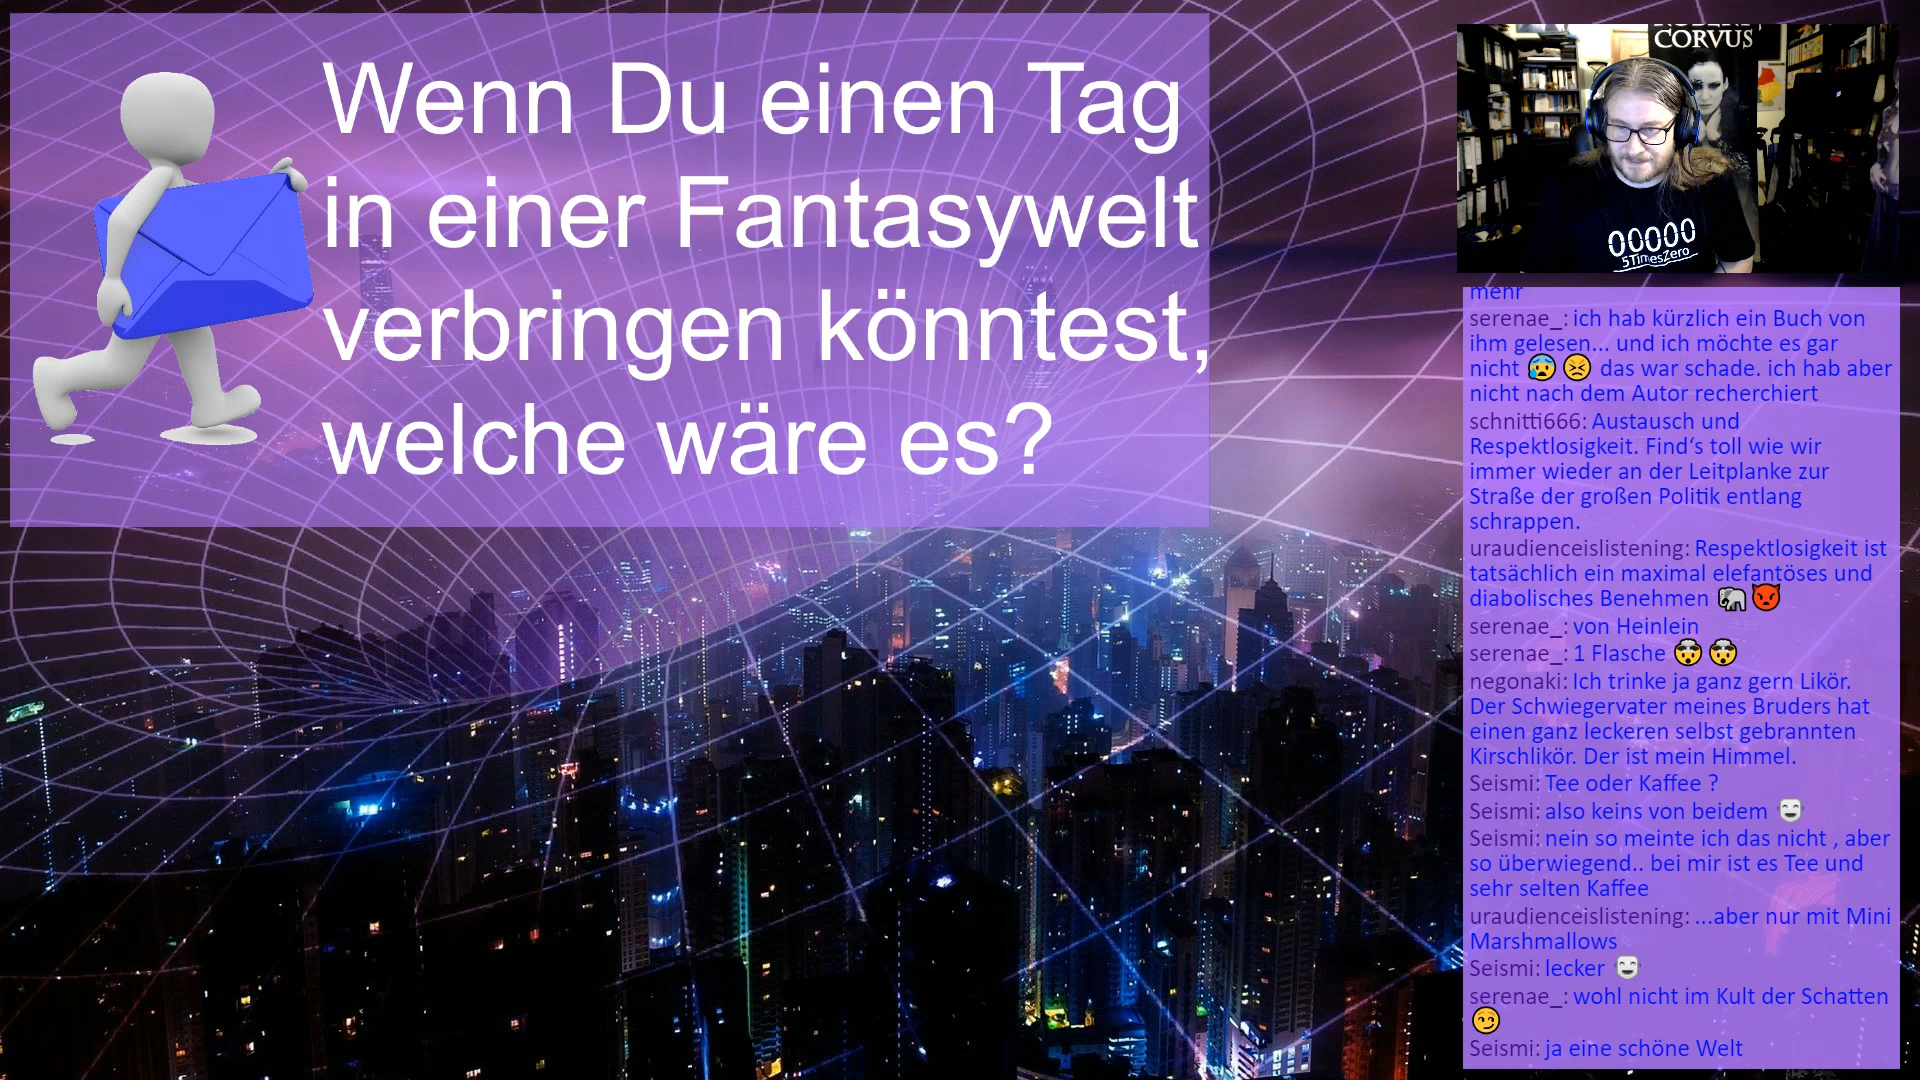 Wenn Du einen Tag
in einer Fantasywelt
verbringen könntest,
welche wäre es?
CORVUS
00000
5TimesZero
mehr
serenae_: ich hab kürzlich ein Buch von
ihm gelesen... und ich möchte es gar
nicht 😰 😣 das war schade. ich hab aber
nicht nach dem Autor recherchiert
schnitti666: Austausch und
Respektlosigkeit. Find‘s toll wie wir
immer wieder an der Leitplanke zur
Straße der großen Politik entlang
schrappen.
uraudienceislistening: Respektlosigkeit ist
tatsächlich ein maximal elefantöses und
diabolisches Benehmen 🐘 😈
serenae_: von Heinlein
serenae_: 1 Flasche 🤯 🤯
negonaki: Ich trinke ja ganz gern Likör.
Der Schwiegervater meines Bruders hat
einen ganz leckeren selbst gebrannten
Kirschlikör. Der ist mein Himmel.
Seismi: Tee oder Kaffee ?
Seismi: also keins von beidem
Seismi: nein so meinte ich das nicht , aber
so überwiegend.. bei mir ist es Tee und
sehr selten Kaffee
uraudienceislistening: ...aber nur mit Mini
Marshmallows
Seismi: lecker
serenae_: wohl nicht im Kult der Schatten
😏
Seismi: ja eine schöne Welt